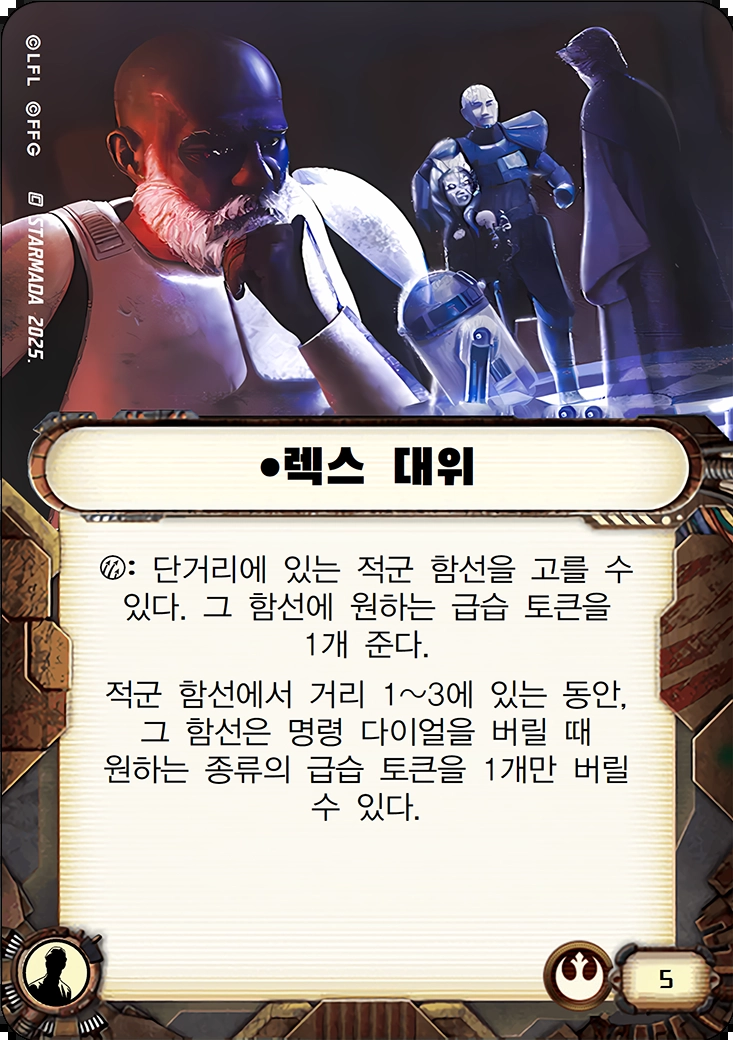 ©LFL ©FFG STARMADA 2025.
•렉스 대위
: 단거리에 있는 적군 함선을 고를 수
있다. 그 함선에 원하는 급습 토큰을
1개 준다.
적군 함선에서 거리 1~3에 있는 동안,
그 함선은 명령 다이얼을 버릴 때
원하는 종류의 급습 토큰을 1개만 버릴
수 있다.
5